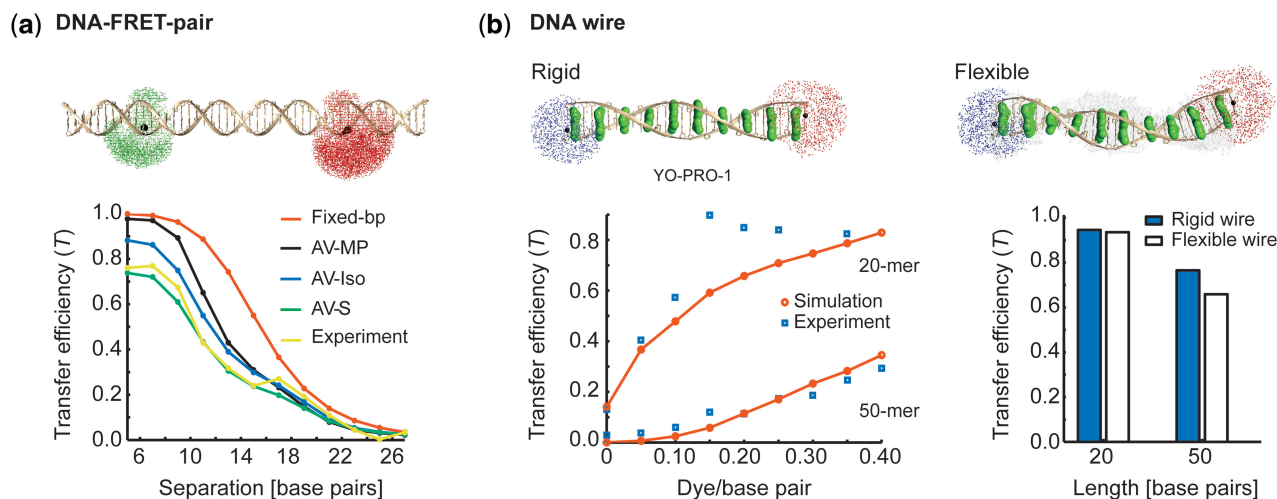 (a) DNA-FRET-pair
(b) DNA wire
Rigid
Flexible
YO-PRO-1
Transfer efficiency (T)
1.0
0.8
0.6
0.4
0.2
0.0
6 10 14 18 22 26
Separation [base pairs]
Fixed-bp
AV-MP
AV-Iso
AV-S
Experiment
Transfer efficiency (T)
0.8
0.6
0.4
0.2
0.0
0 0.10 0.20 0.30 0.40
Dye/base pair
20-mer
Simulation
Experiment
50-mer
Transfer efficiency (T)
1.0
0.8
0.6
0.4
0.2
0.0
20 50
Length [base pairs]
Rigid wire
Flexible wire